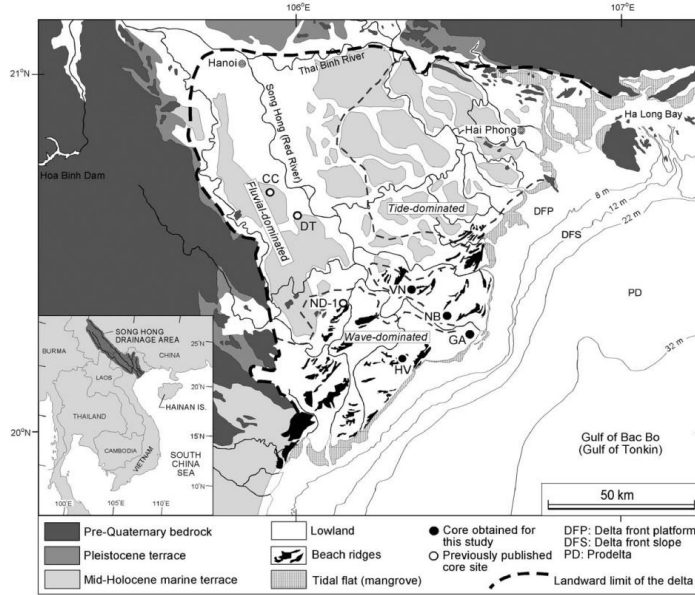 106°E
107°E
21°N
Hanoi
Thai Binh River
Song Hong
(Red River)
Hai Phong
Ha Long Bay
Hoa Binh Dam
CC
Fluvial-dominated
DT
Tide-dominated
DFP
8 m
12 m
22 m
DFS
ND-1
VN
NB
PD
GA
Wave-dominated
HV
32 m
20°N
SONG HONG
DRAINAGE AREA
BURMA
CHINA
25°N
LAOS
20°N
HAINAN IS.
THAILAND
15°N
CAMBODIA
VIETNAM
SOUTH
CHINA
SEA
10°N
100°E
105°E
110°E
Gulf of Bac Bo
(Gulf of Tonkin)
50 km
Pre-Quaternary bedrock
Pleistocene terrace
Mid-Holocene marine terrace
Lowland
Beach ridges
Tidal flat (mangrove)
Core obtained for
this study
Previously published
core site
DFP: Delta front platform
DFS: Delta front slope
PD: Prodelta
Landward limit of the delta